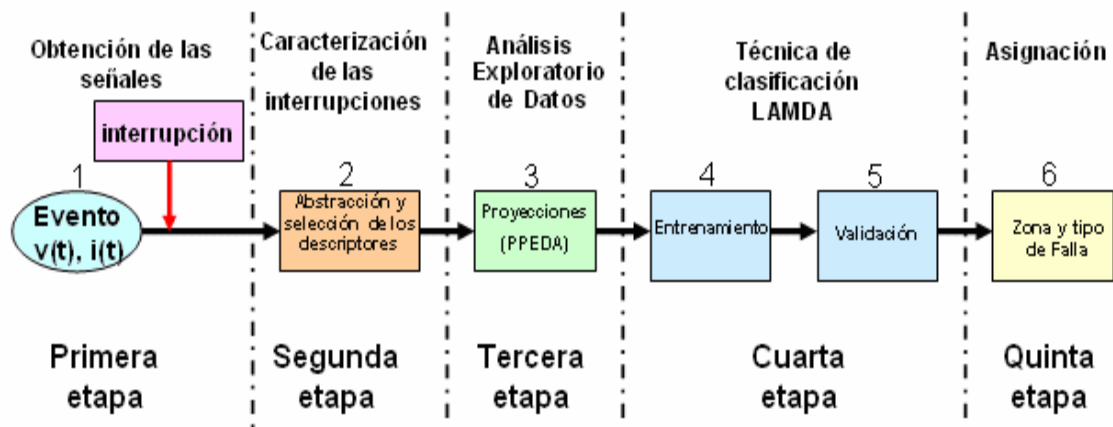 Obtención de las
señales
Caracterización
de las
interrupciones
Análisis
Exploratorio
de Datos
Técnica de
clasificación
LAMDA
Asignación
interrupción
1
Evento
v(t), i(t)
2
Abstracción y
selección de los
descriptores
3
Proyecciones
(PPEDA)
4
Entrenamiento
5
Validación
6
Zona y tipo
de Falla
Primera
etapa
Segunda
etapa
Tercera
etapa
Cuarta
etapa
Quinta
etapa